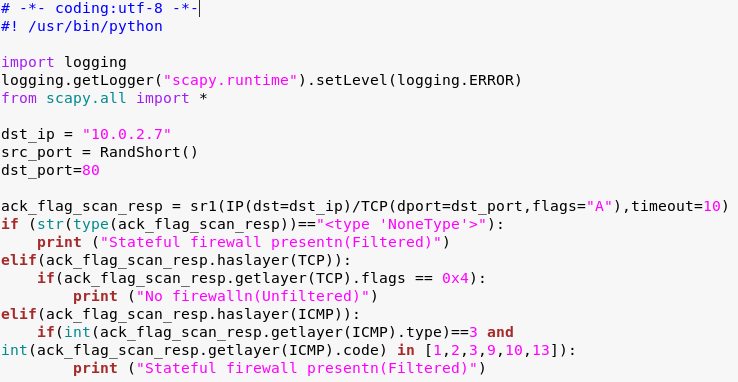 # -*- coding:utf-8 -*-
#! /usr/bin/python

import logging
logging.getLogger("scapy.runtime").setLevel(logging.ERROR)
from scapy.all import *

dst_ip = "10.0.2.7"
src_port = RandShort()
dst_port=80

ack_flag_scan_resp = sr1(IP(dst=dst_ip)/TCP(dport=dst_port,flags="A"),timeout=10)
if (str(type(ack_flag_scan_resp))=="<type 'NoneType'>"):
    print ("Stateful firewall presentn(Filtered)")
elif(ack_flag_scan_resp.haslayer(TCP)):
    if(ack_flag_scan_resp.getlayer(TCP).flags == 0x4):
        print ("No firewalln(Unfiltered)")
elif(ack_flag_scan_resp.haslayer(ICMP)):
    if(int(ack_flag_scan_resp.getlayer(ICMP).type)==3 and
int(ack_flag_scan_resp.getlayer(ICMP).code) in [1,2,3,9,10,13]):
        print ("Stateful firewall presentn(Filtered)")